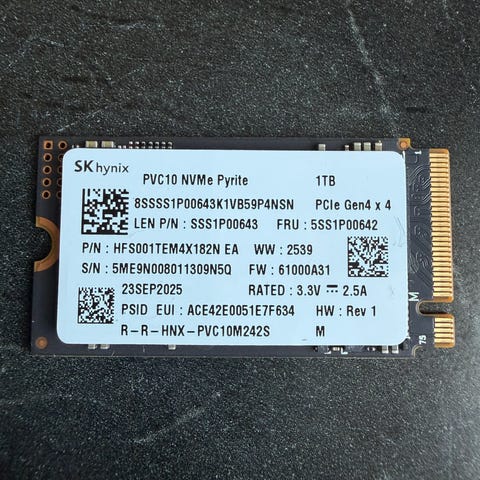 SK hynix
PVC10 NVMe Pyrite 1TB
8SSSS1P00643K1VB59P4NSN PCIe Gen4 x 4
LEN P/N : SSS1P00643 FRU : 5SS1P00642
P/N : HFS001TEM4X182N EA WW : 2539
S/N : 5ME9N008011309N5Q FW : 61000A31
23SEP2025 RATED : 3.3V ⎓ 2.5A
PSID EUI : ACE42E0051E7F634 HW : Rev 1
R-R-HNX-PVC10M242S M
M
75